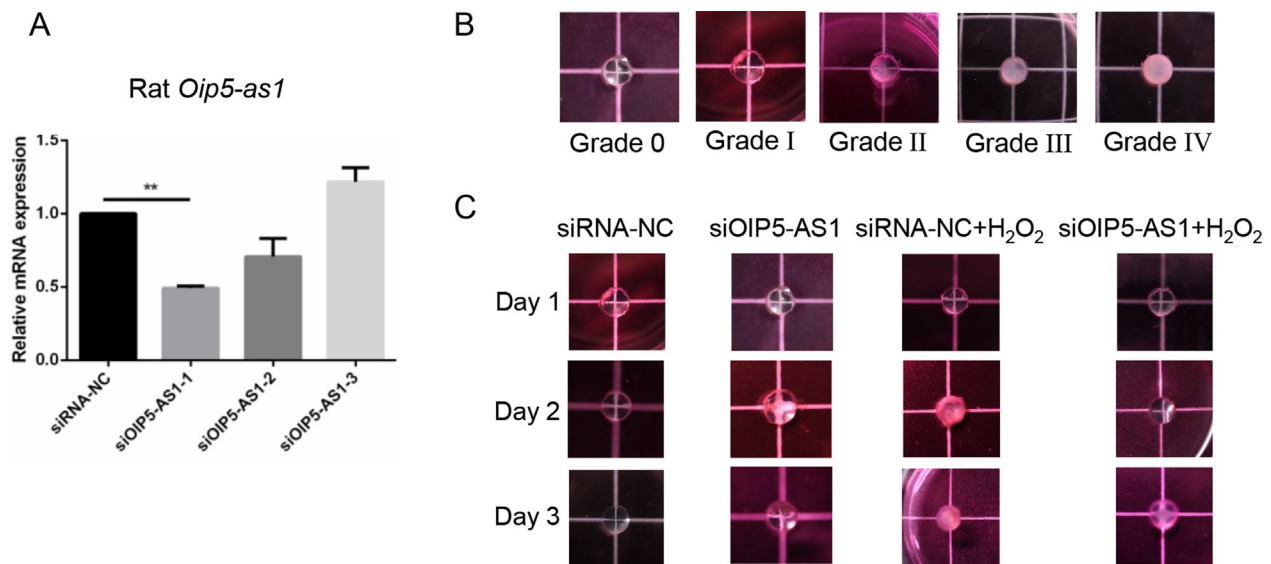 A
Rat Oip5-as1
Relative mRNA expression
1.5
1.0
0.5
0.0
**
siRNA-NC
siOIP5-AS1-1
siOIP5-AS1-2
siOIP5-AS1-3
B
Grade 0
Grade I
Grade II
Grade III
Grade IV
C
siRNA-NC
siOIP5-AS1
siRNA-NC+H₂O₂
siOIP5-AS1+H₂O₂
Day 1
Day 2
Day 3